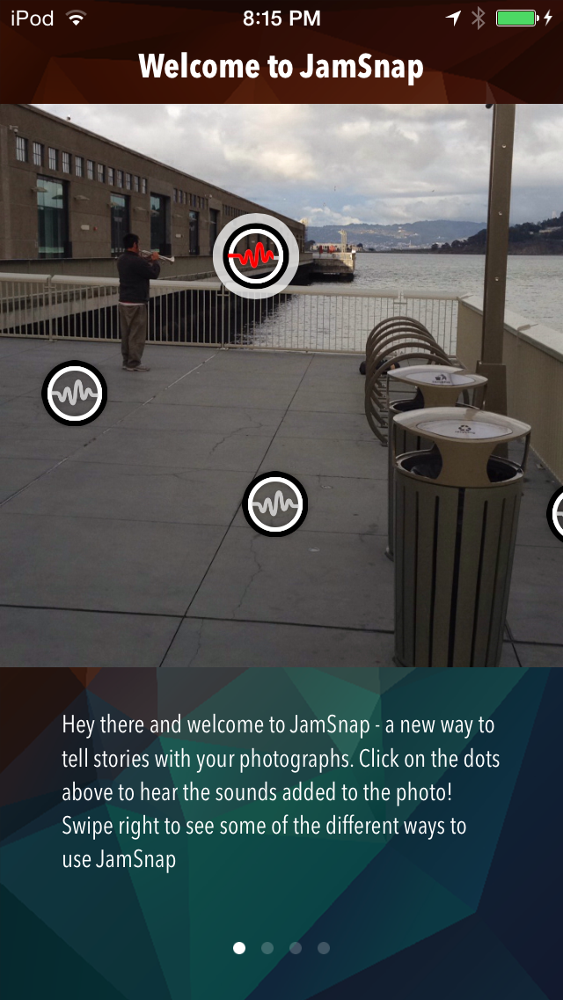 iPod 8:15 PM
Welcome to JamSnap
Hey there and welcome to JamSnap - a new way to
tell stories with your photographs. Click on the dots
above to hear the sounds added to the photo!
Swipe right to see some of the different ways to
use JamSnap